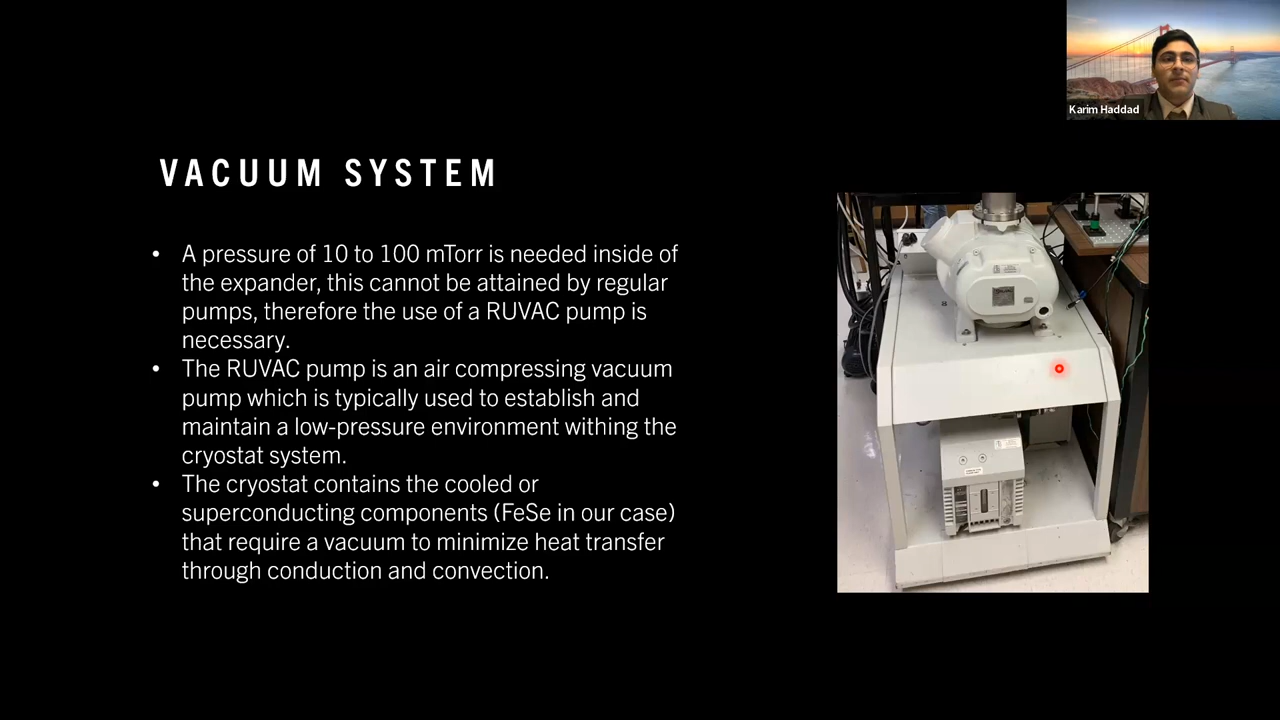 Karim Haddad
VACUUM SYSTEM
• A pressure of 10 to 100 mTorr is needed inside of
the expander, this cannot be attained by regular
pumps, therefore the use of a RUVAC pump is
necessary.
• The RUVAC pump is an air compressing vacuum
pump which is typically used to establish and
maintain a low-pressure environment withing the
cryostat system.
• The cryostat contains the cooled or
superconducting components (FeSe in our case)
that require a vacuum to minimize heat transfer
through conduction and convection.